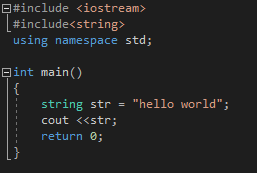 #include <iostream>
#include<string>
using namespace std;
int main()
{
string str = "hello world";
cout <<str;
return 0;
}